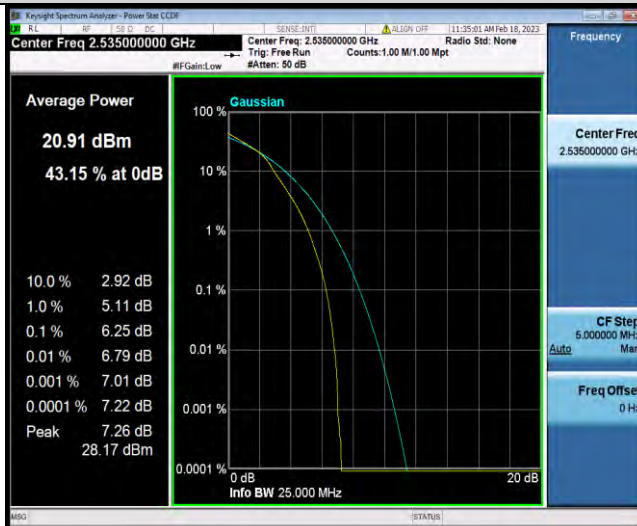 Keysight Spectrum Analyzer - Power Stat CCDF
RL RF 50 Ω DC SENSE:INT ALIGN OFF 11:35:01 AM Feb 18, 2023
Center Freq 2.535000000 GHz
Center Freq: 2.535000000 GHz Radio Std: None
Trig: Free Run Counts:1.00 M/1.00 Mpt
#IFGain:Low #Atten: 50 dB
Frequency
Average Power
20.91 dBm
43.15 % at 0dB
10.0 % 2.92 dB
1.0 % 5.11 dB
0.1 % 6.25 dB
0.01 % 6.79 dB
0.001 % 7.01 dB
0.0001 % 7.22 dB
Peak 7.26 dB
28.17 dBm
Gaussian
100 %
10 %
1 %
0.1 %
0.01 %
0.001 %
0.0001 %
0 dB 20 dB
Info BW 25.000 MHz
Center Freq
2.535000000 GHz
CF Step
5.000000 MHz
Auto Man
Freq Offset
0 Hz
MSG STATUS